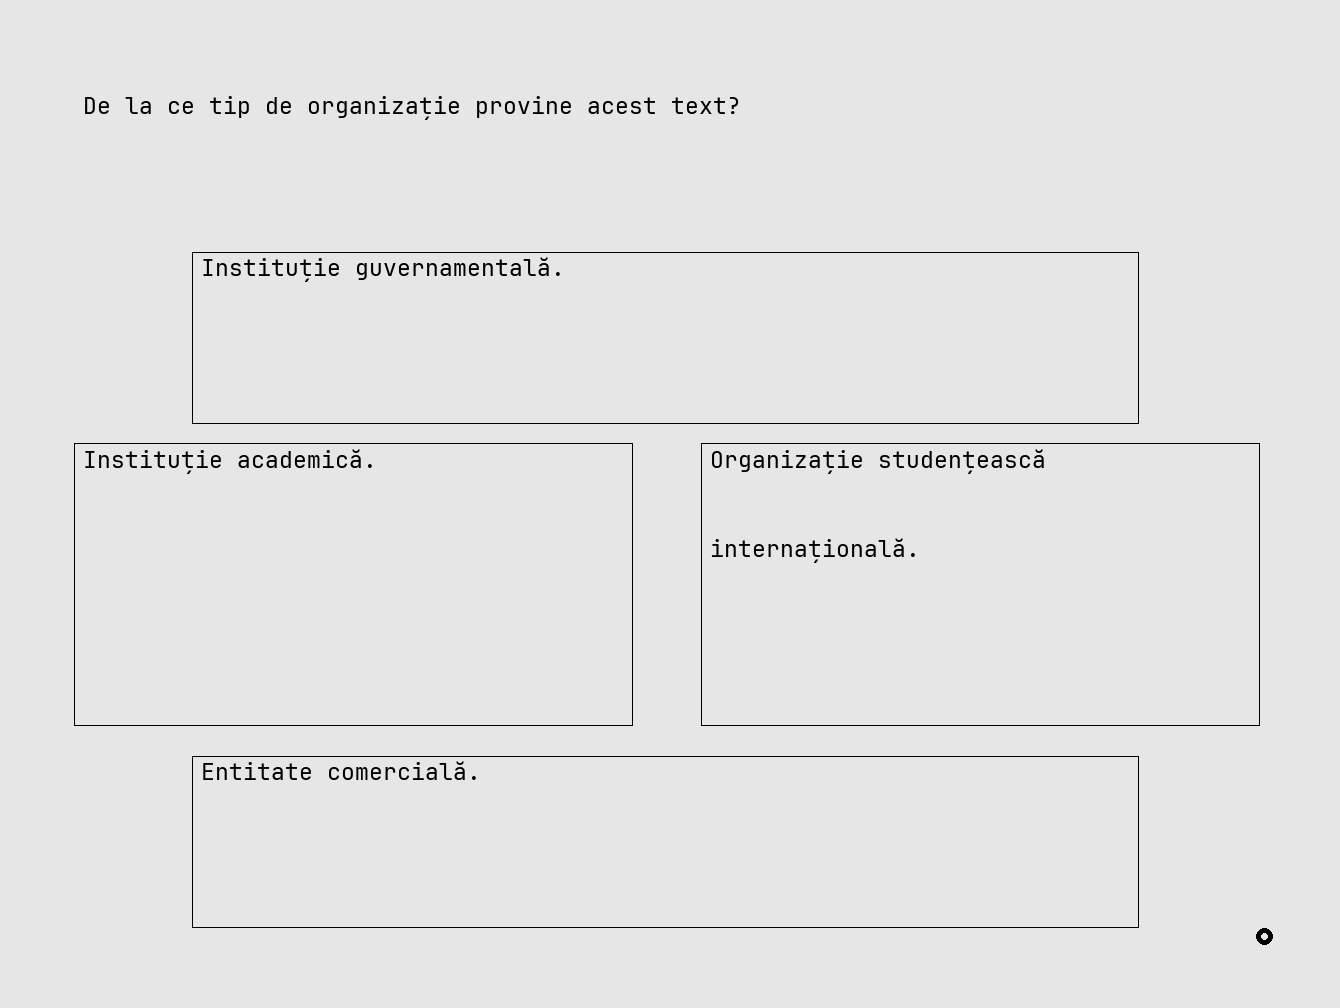 De la ce tip de organizație provine acest text?
Instituție guvernamentală.
Instituție academică.
Organizație studențească
internațională.
Entitate comercială.